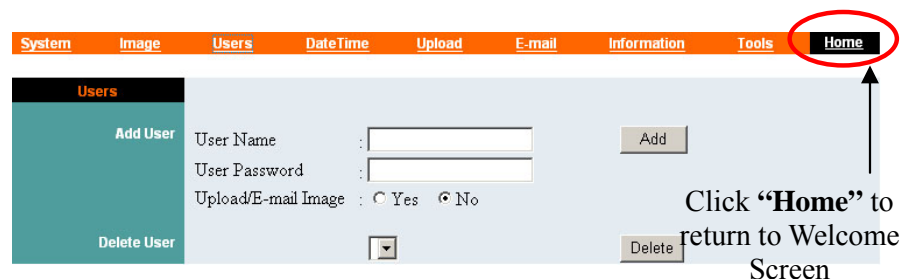 System Image Users DateTime Upload E-mail Information Tools Home
Users
Add User
User Name : Add
User Password :
Upload/E-mail Image : Yes No
Delete User Delete
Click “Home” to
return to Welcome
Screen